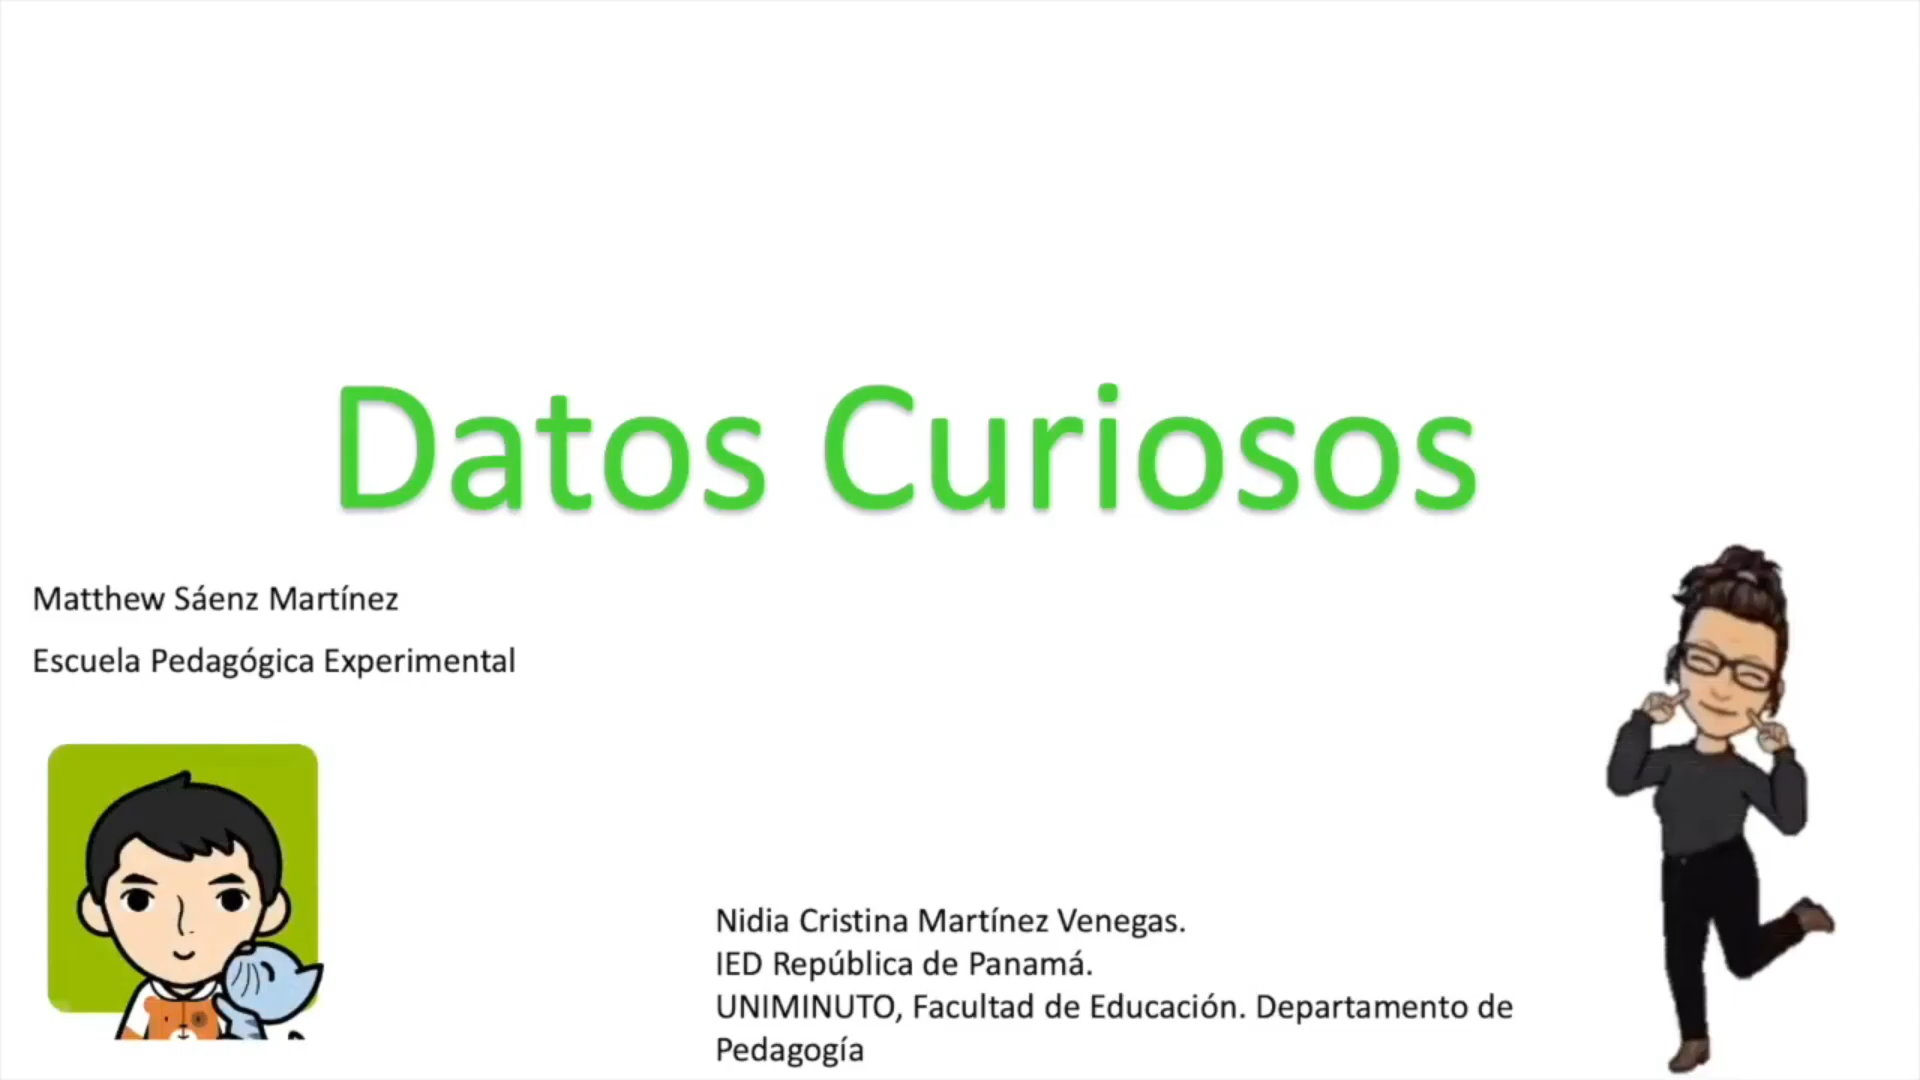 Datos Curiosos
Matthew Sáenz Martínez
Escuela Pedagógica Experimental
Nidia Cristina Martínez Venegas.
IED República de Panamá.
UNIMINUTO, Facultad de Educación. Departamento de
Pedagogía